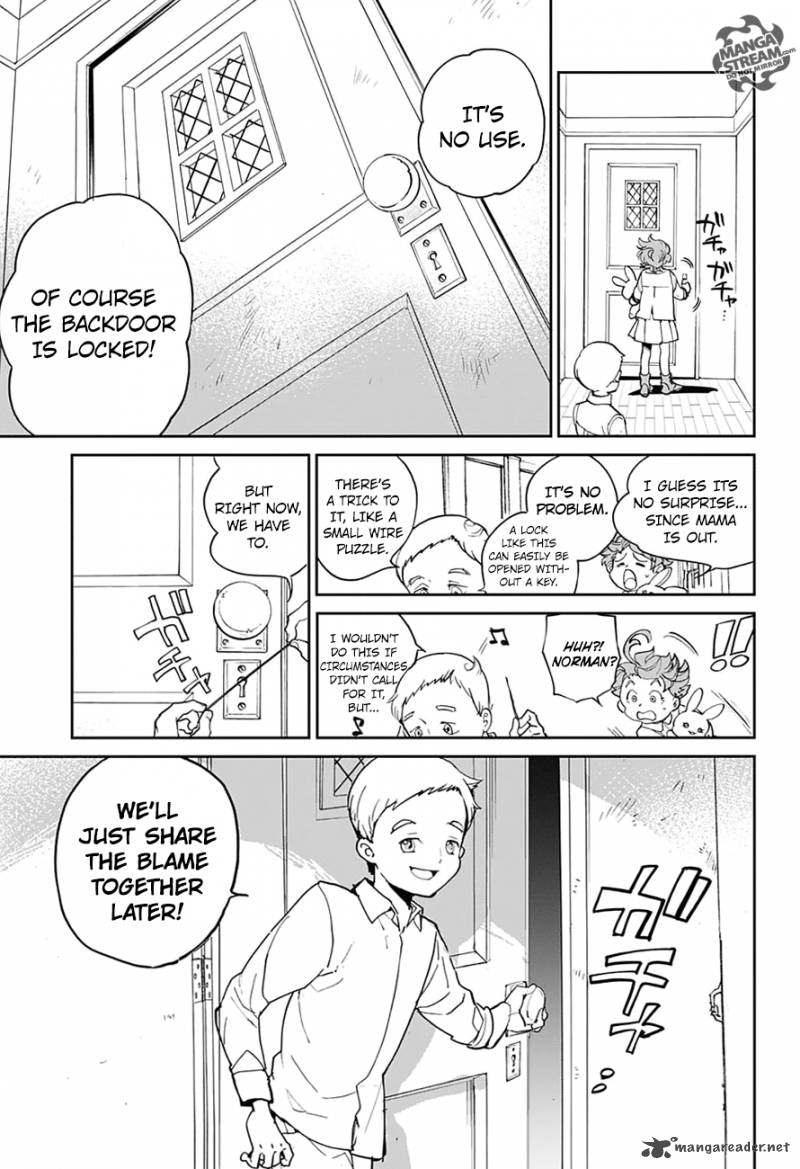 MANGA
STREAM.COM
DO NOT MIRROR
ガチャ
ガチャ…
IT'S
NO USE.
OF COURSE
THE BACKDOOR
IS LOCKED!
I GUESS ITS
NO SURPRISE...
SINCE MAMA
IS OUT.
IT'S NO
PROBLEM.
A LOCK
LIKE THIS
CAN EASILY BE
OPENED WITH-
OUT A KEY.
THERE'S
A TRICK TO
IT, LIKE A
SMALL WIRE
PUZZLE.
!!
HUH?!
NORMAN?
I WOULDN'T
DO THIS IF
CIRCUMSTANCES
DIDN'T CALL
FOR IT,
BUT...
BUT
RIGHT NOW,
WE HAVE
TO.
ガチャ
WE'LL
JUST SHARE
THE BLAME
TOGETHER
LATER!
mangareader.net